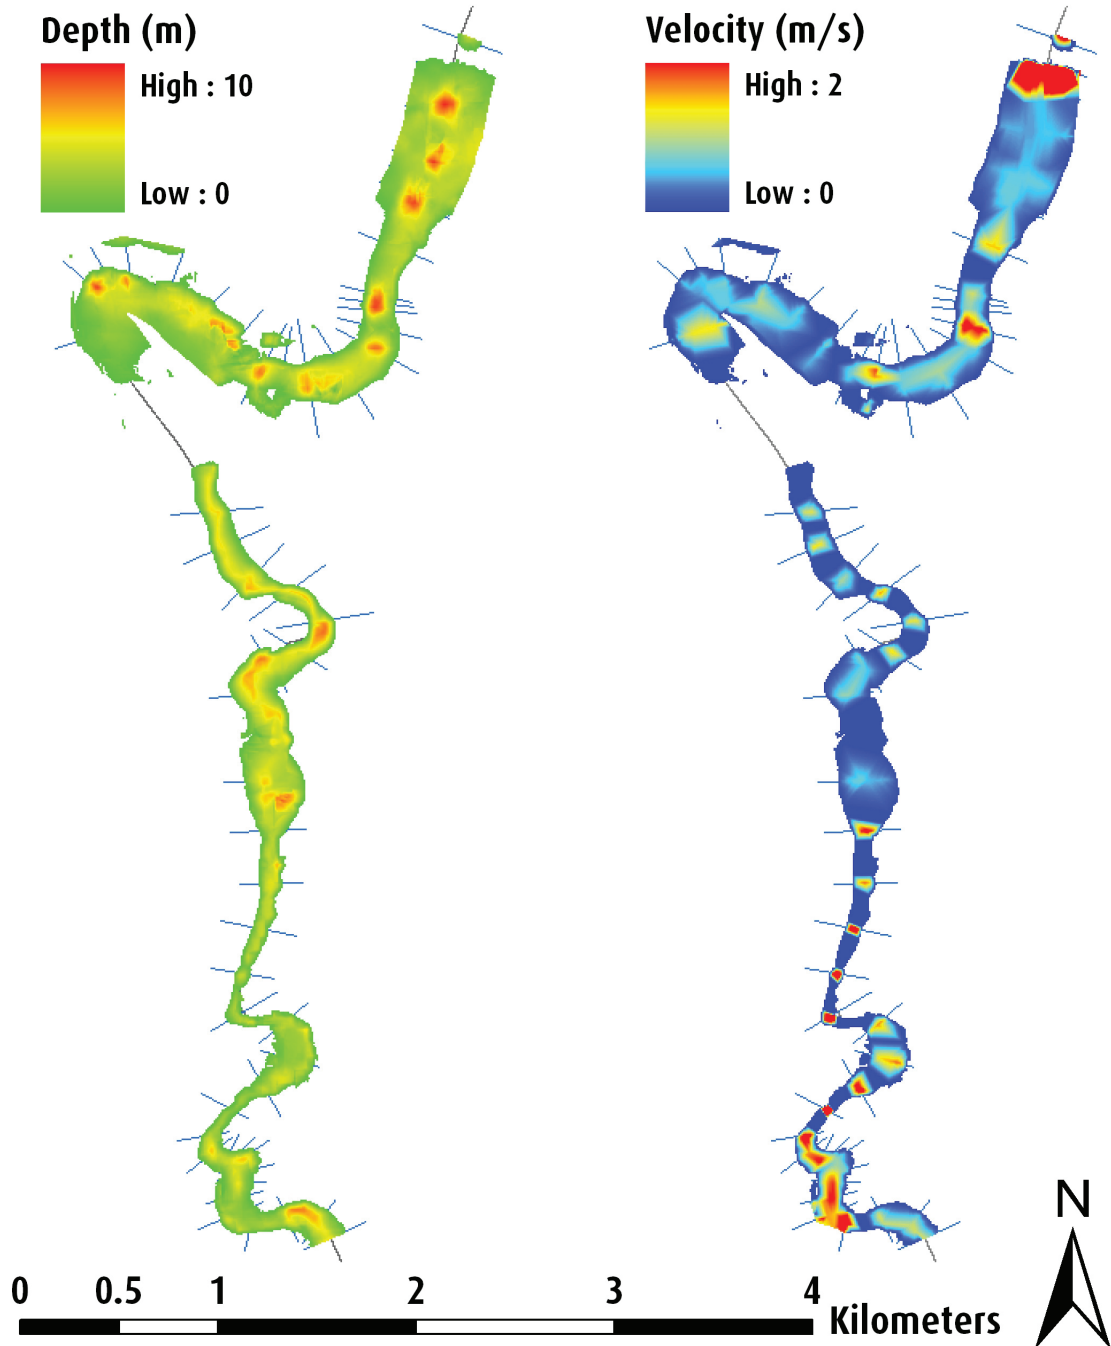 Depth (m)
High : 10
Low : 0
Velocity (m/s)
High : 2
Low : 0
N
0 0.5 1 2 3 4
Kilometers